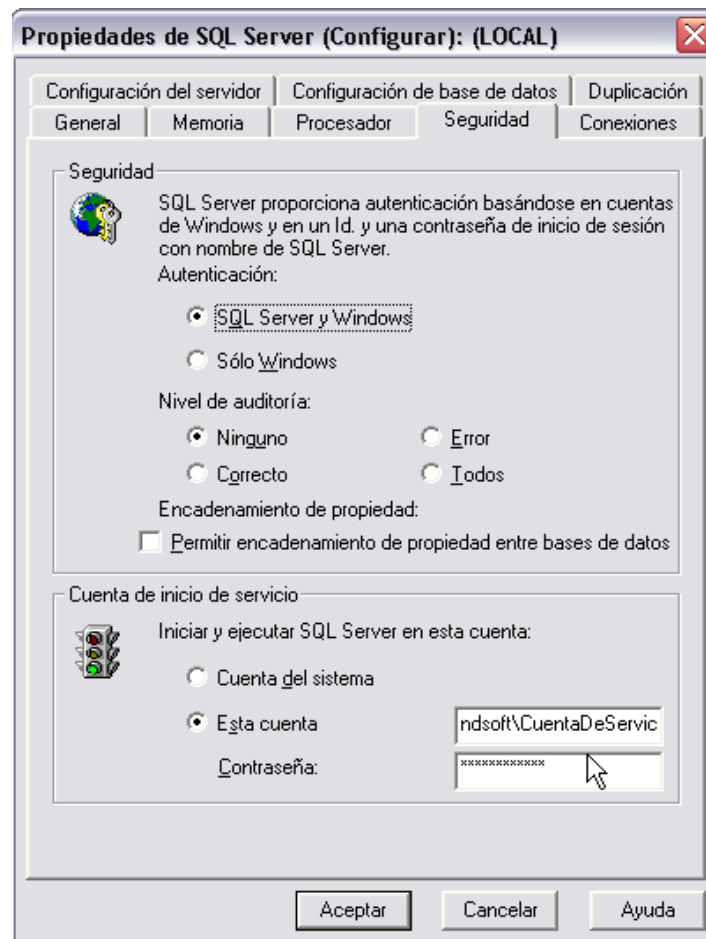 Propiedades de SQL Server (Configurar): (LOCAL)
Configuración del servidor
Configuración de base de datos
Duplicación
General
Memoria
Procesador
Seguridad
Conexiones
Seguridad
SQL Server proporciona autenticación basándose en cuentas
de Windows y en un Id. y una contraseña de inicio de sesión
con nombre de SQL Server.
Autenticación:
SQL Server y Windows
Sólo Windows
Nivel de auditoría:
Ninguno
Error
Correcto
Todos
Encadenamiento de propiedad:
Permitir encadenamiento de propiedad entre bases de datos
Cuenta de inicio de servicio
Iniciar y ejecutar SQL Server en esta cuenta:
Cuenta del sistema
Esta cuenta
ndsoft\CuentaDeServic
Contraseña:
************
Aceptar
Cancelar
Ayuda